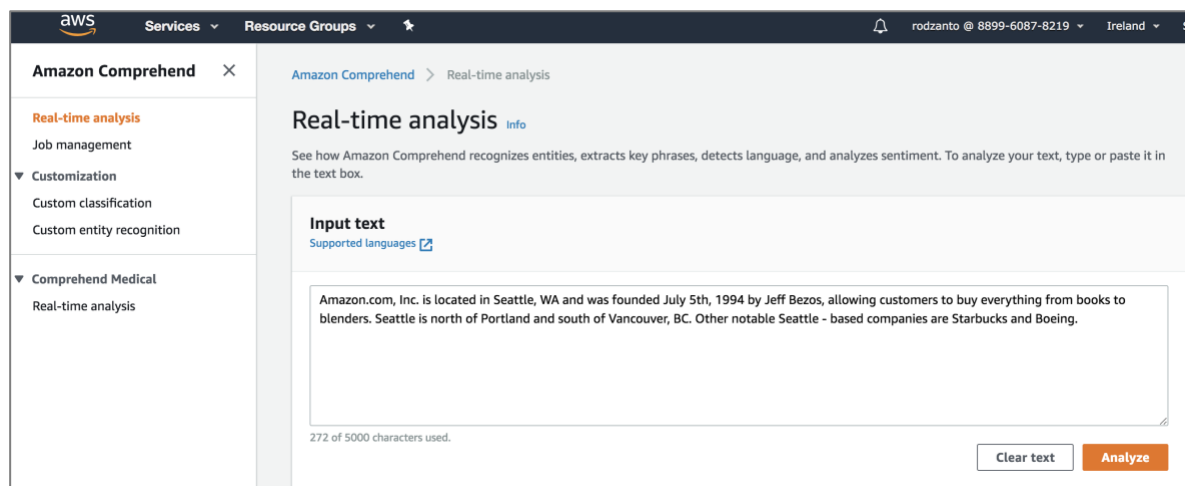 aws
Services
Resource Groups
rodzanto @ 8899-6087-8219
Ireland
Amazon Comprehend
Real-time analysis
Job management
Customization
Custom classification
Custom entity recognition
Comprehend Medical
Real-time analysis
Amazon Comprehend > Real-time analysis
Real-time analysis Info
See how Amazon Comprehend recognizes entities, extracts key phrases, detects language, and analyzes sentiment. To analyze your text, type or paste it in
the text box.
Input text
Supported languages
Amazon.com, Inc. is located in Seattle, WA and was founded July 5th, 1994 by Jeff Bezos, allowing customers to buy everything from books to
blenders. Seattle is north of Portland and south of Vancouver, BC. Other notable Seattle - based companies are Starbucks and Boeing.
272 of 5000 characters used.
Clear text
Analyze